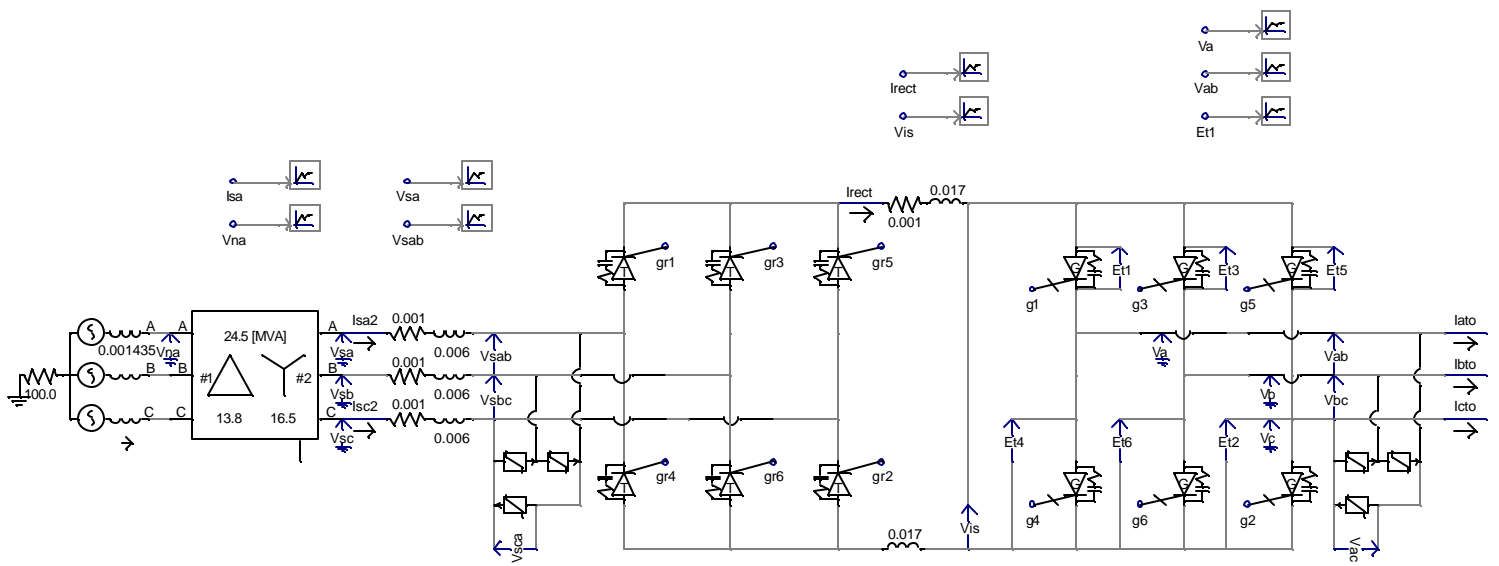 Va
Irect
Vab
Vis
Et1
Isa
Vsa
Vna
Vsab
Irect
0.017
0.001
gr1
gr3
gr5
g1
Et1
g3
Et3
g5
Et5
T
T
T
G
G
G
24.5 [MVA]
A
A
A
Isa2
0.001
0.001435
Vna
Vsa
0.006
Vsab
Va
Vab
Iato
B
B
#1
#2
B
Vsb
0.001
0.006
Vsbc
Vb
Vbc
Ibto
100.0
C
C
13.8
16.5
C
Isc2
0.001
Vsc
0.006
Vc
Icto
Et4
Et6
Et2
gr4
gr6
gr2
T
T
T
G
G
G
g4
g6
g2
Vis
0.017
Vsca
Vac